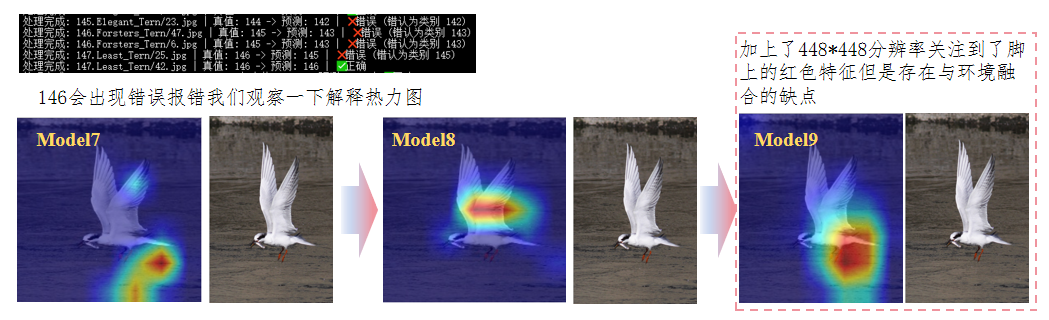 处理完成: 145.Elegant_Tern/23.jpg | 真值: 144 -> 预测: 142 | ❌错误 (错认为类别 142)
处理完成: 146.Forsters_Tern/47.jpg | 真值: 145 -> 预测: 143 | ❌错误 (错认为类别 143)
处理完成: 146.Forsters_Tern/6.jpg | 真值: 145 -> 预测: 143 | ❌错误 (错认为类别 143)
处理完成: 147.Least_Tern/25.jpg | 真值: 146 -> 预测: 145 | ❌错误 (错认为类别 145)
处理完成: 147.Least_Tern/42.jpg | 真值: 146 -> 预测: 146 | ✅正确
146会出现错误报错我们观察一下解释热力图
加上了448*448分辨率关注到了脚
上的红色特征但是存在与环境融
合的缺点
Model7
Model8
Model9